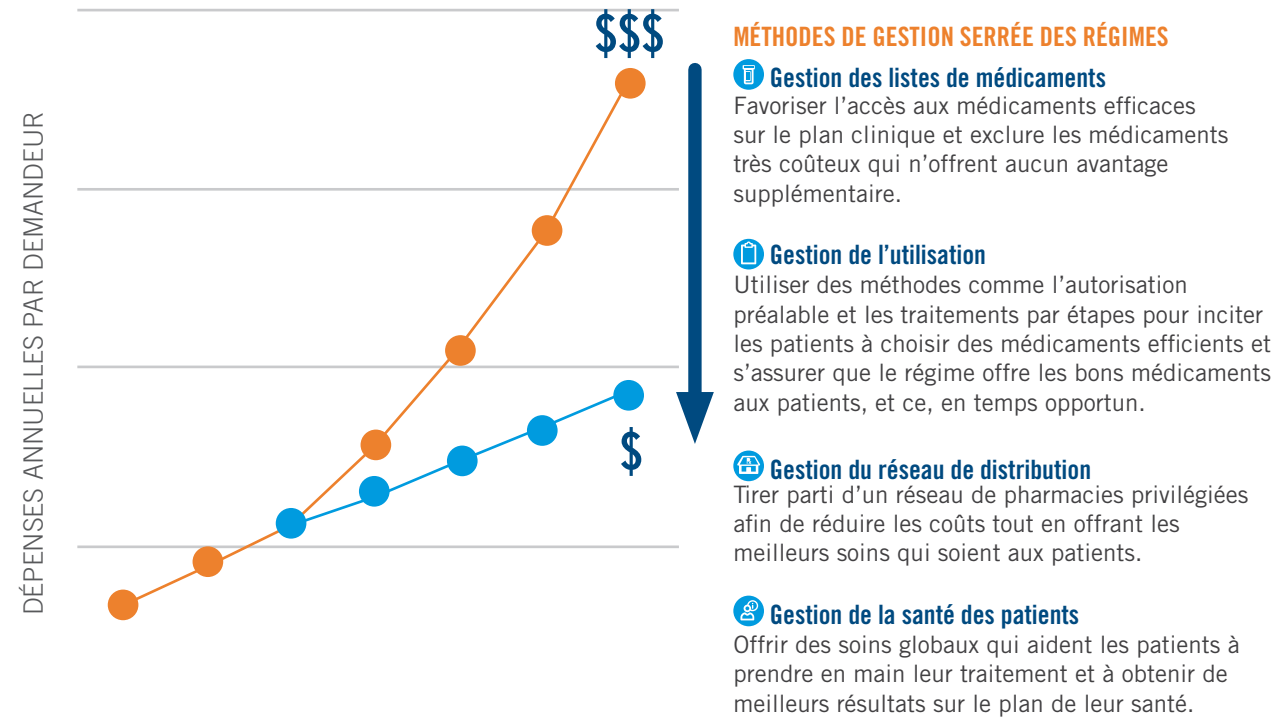 DÉPENSES ANNUELLES PAR DEMANDEUR
$$$
$
MÉTHODES DE GESTION SERRÉE DES RÉGIMES
Gestion des listes de médicaments
Favoriser l’accès aux médicaments efficaces
sur le plan clinique et exclure les médicaments
très coûteux qui n’offrent aucun avantage
supplémentaire.
Gestion de l’utilisation
Utiliser des méthodes comme l’autorisation
préalable et les traitements par étapes pour inciter
les patients à choisir des médicaments efficients et
s’assurer que le régime offre les bons médicaments
aux patients, et ce, en temps opportun.
Gestion du réseau de distribution
Tirer parti d’un réseau de pharmacies privilégiées
afin de réduire les coûts tout en offrant les
meilleurs soins qui soient aux patients.
Gestion de la santé des patients
Offrir des soins globaux qui aident les patients à
prendre en main leur traitement et à obtenir de
meilleurs résultats sur le plan de leur santé.